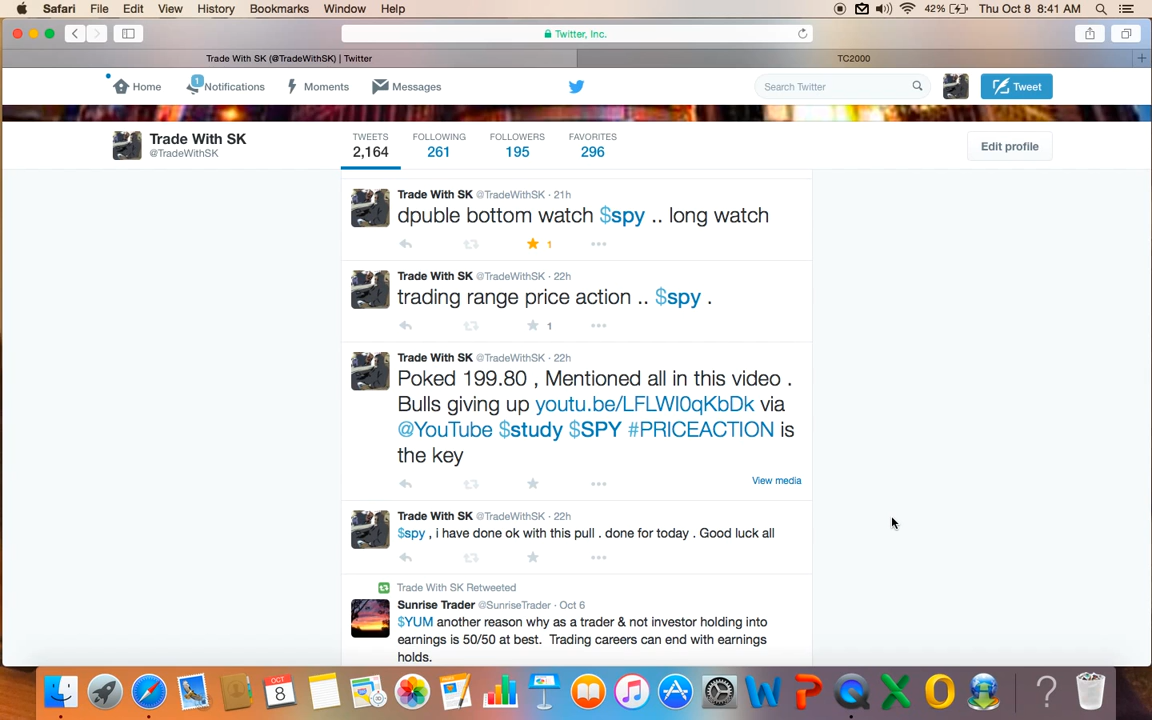 Safari File Edit View History Bookmarks Window Help 42% Thu Oct 8 8:41 AM
Twitter, Inc.
Trade With SK (@TradeWithSK) | Twitter TC2000
Home 1 Notifications Moments Messages Search Twitter Tweet
Trade With SK
@TradeWithSK
TWEETS FOLLOWING FOLLOWERS FAVORITES
2,164 261 195 296
Edit profile
Trade With SK @TradeWithSK · 21h
dpuble bottom watch $spy .. long watch
1
Trade With SK @TradeWithSK · 22h
trading range price action .. $spy .
1
Trade With SK @TradeWithSK · 22h
Poked 199.80 , Mentioned all in this video .
Bulls giving up youtu.be/LFLWI0qKbDk via
@YouTube $study $SPY #PRICEACTION is
the key
View media
Trade With SK @TradeWithSK · 22h
$spy , i have done ok with this pull . done for today . Good luck all
Trade With SK Retweeted
Sunrise Trader @SunriseTrader · Oct 6
$YUM another reason why as a trader & not investor holding into
earnings is 50/50 at best. Trading careers can end with earnings
holds.
OCT
8